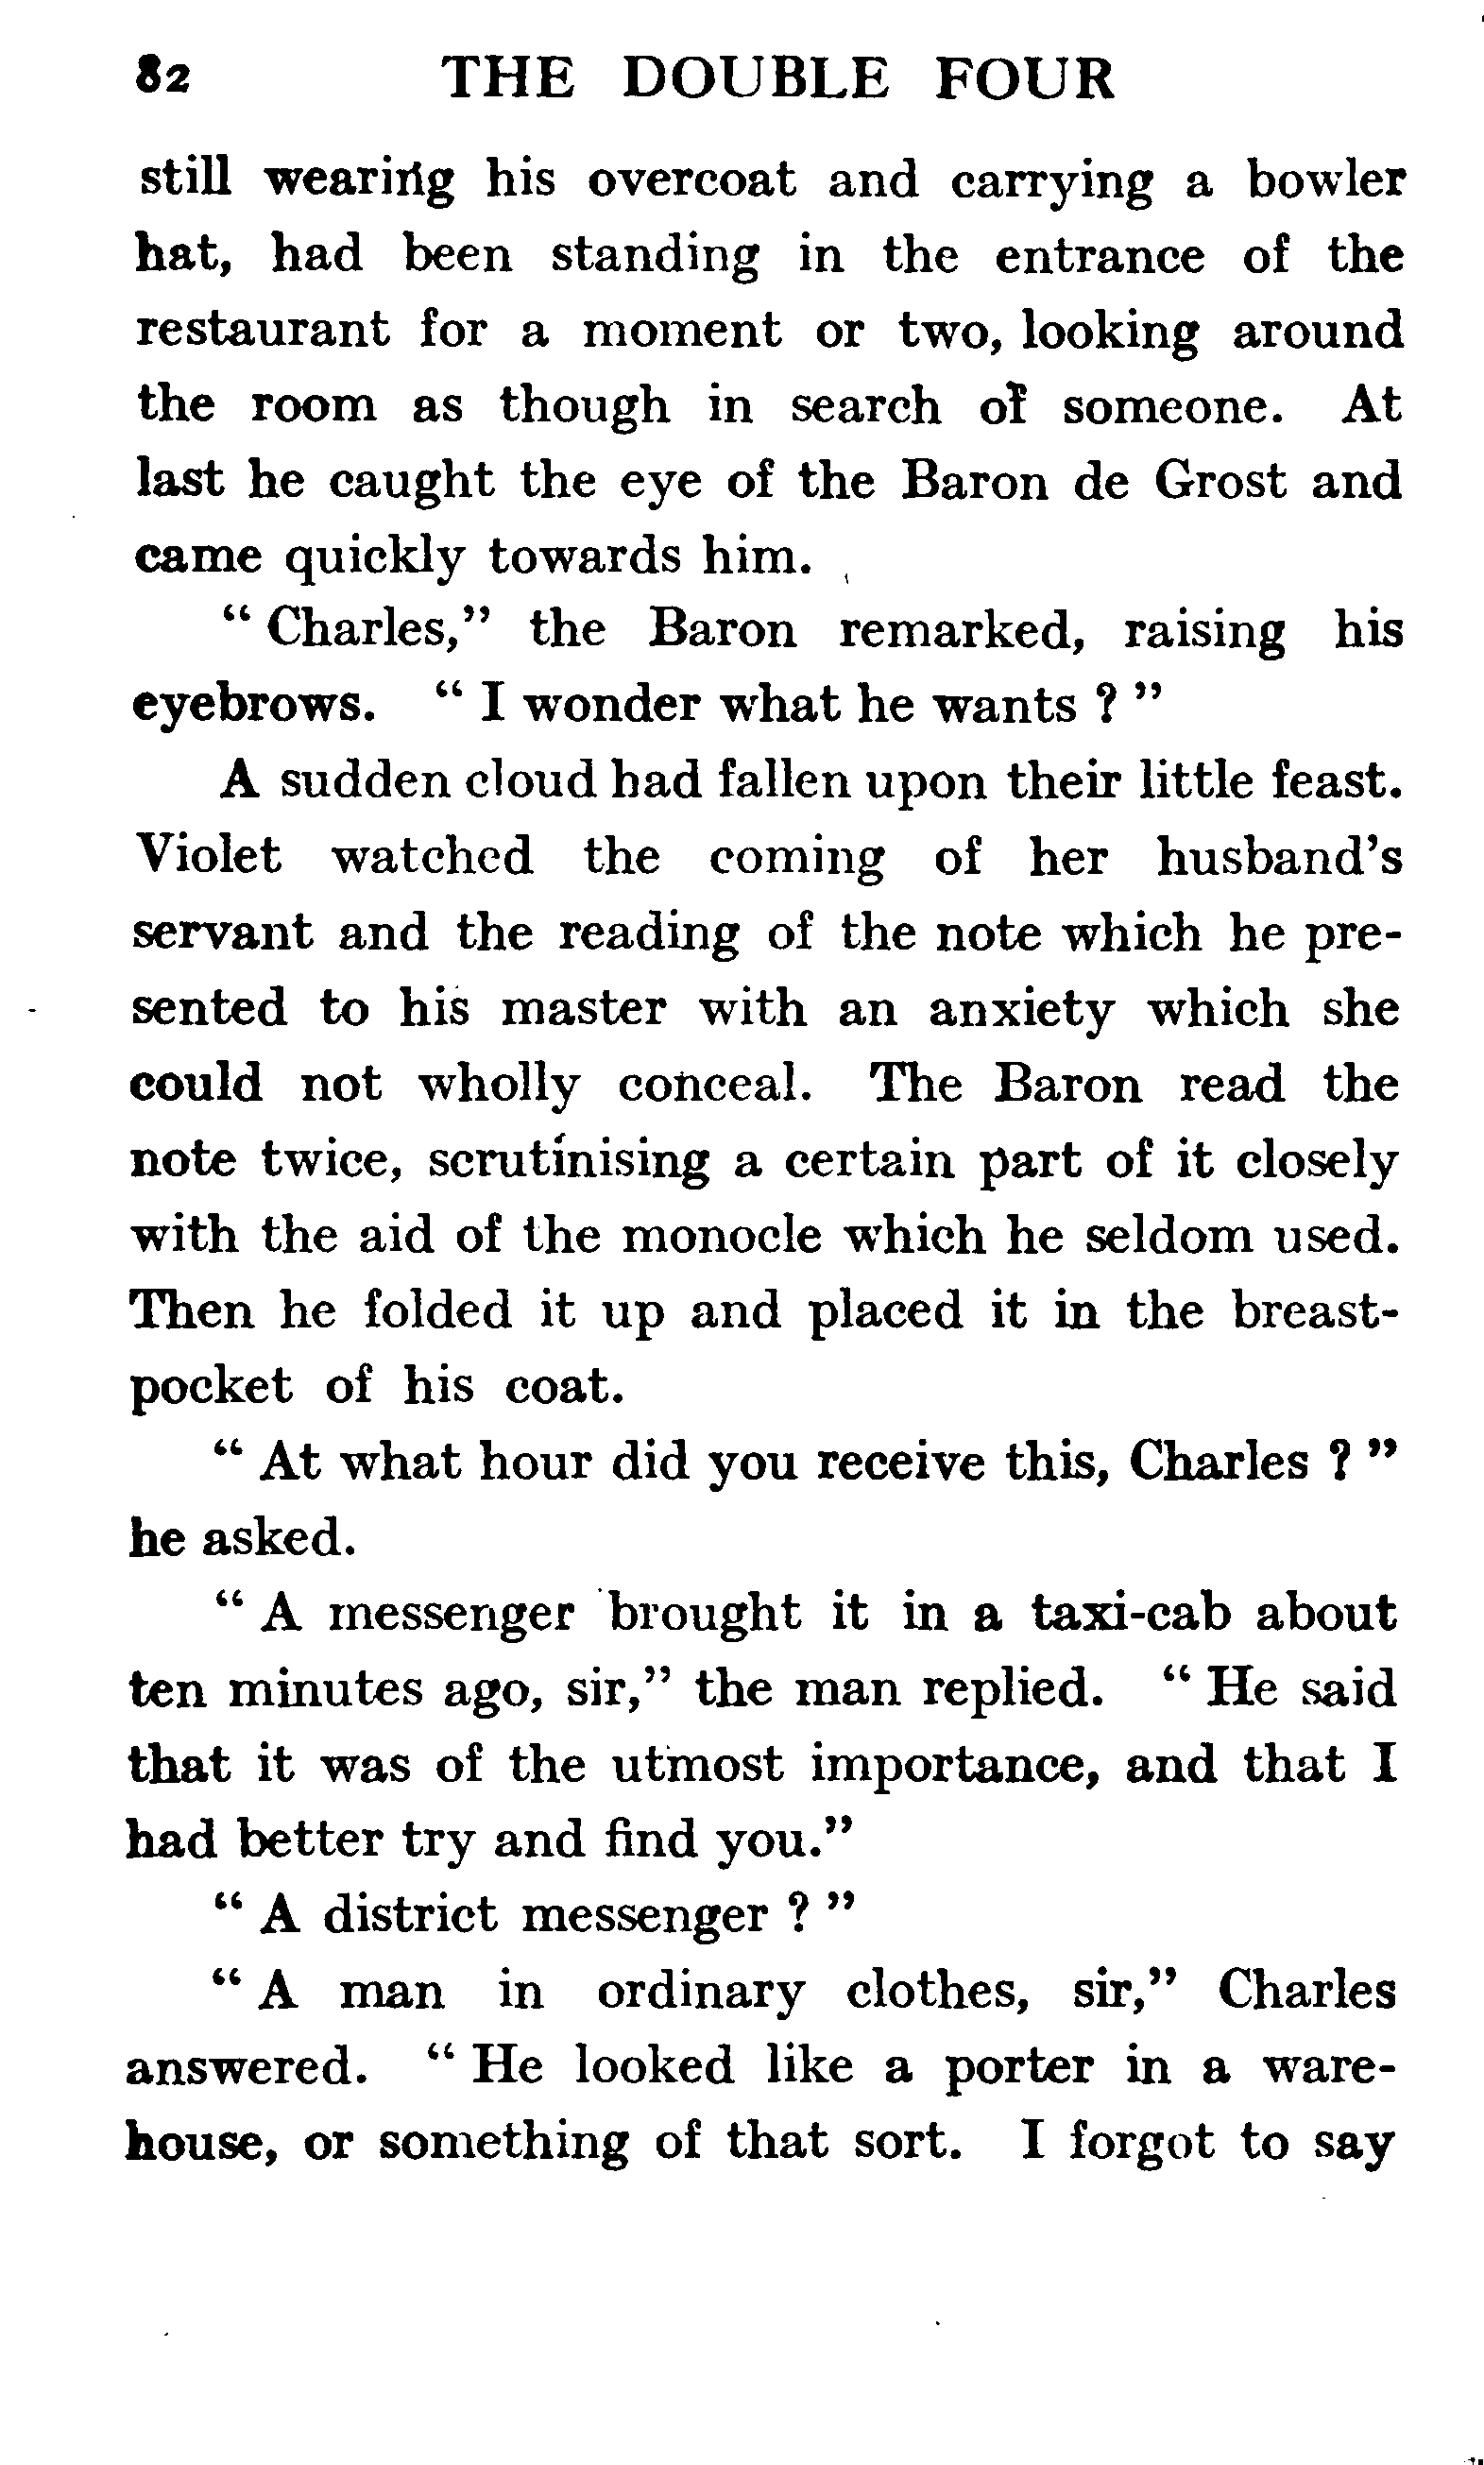 82 THE DOUBLE FOUR
still wearing his overcoat and carrying a bowler
hat, had been standing in the entrance of the
restaurant for a moment or two, looking around
the room as though in search of someone. At
last he caught the eye of the Baron de Grost and
came quickly towards him.
“ Charles,” the Baron remarked, raising his
eyebrows. “ I wonder what he wants ? ”
A sudden cloud had fallen upon their little feast.
Violet watched the coming of her husband’s
servant and the reading of the note which he pre-
sented to his master with an anxiety which she
could not wholly conceal. The Baron read the
note twice, scrutinising a certain part of it closely
with the aid of the monocle which he seldom used.
Then he folded it up and placed it in the breast-
pocket of his coat.
“ At what hour did you receive this, Charles ? ”
he asked.
“ A messenger brought it in a taxi-cab about
ten minutes ago, sir,” the man replied. “ He said
that it was of the utmost importance, and that I
had better try and find you.”
“ A district messenger ? ”
“ A man in ordinary clothes, sir,” Charles
answered. “ He looked like a porter in a ware-
house, or something of that sort. I forgot to say